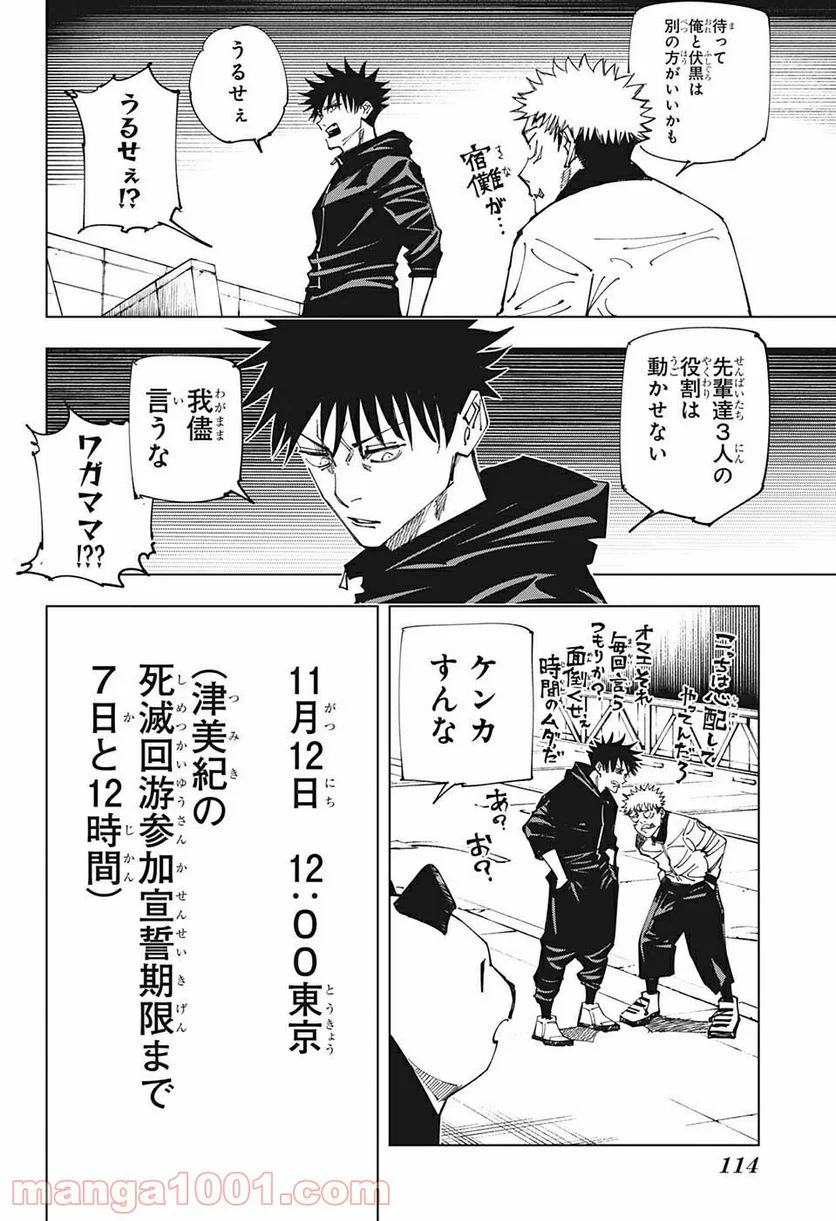 待って
俺と伏黒は
別の方がいいかも
宿儺が…
うるせぇ
うるせぇ!?
先輩達3人の
役割は
動かせない
我儘
言うな
ワガママ!??
こっちは心配して
やってんだろ
オマエそれ
毎回言う
つもりか?
面倒くせぇ
時間のムダだ
お?
あ?
ケンカ
すんな
11月12日 12:00東京
(津美紀の
死滅回游参加宣誓期限まで
7日と12時間)
114
manga1001.com